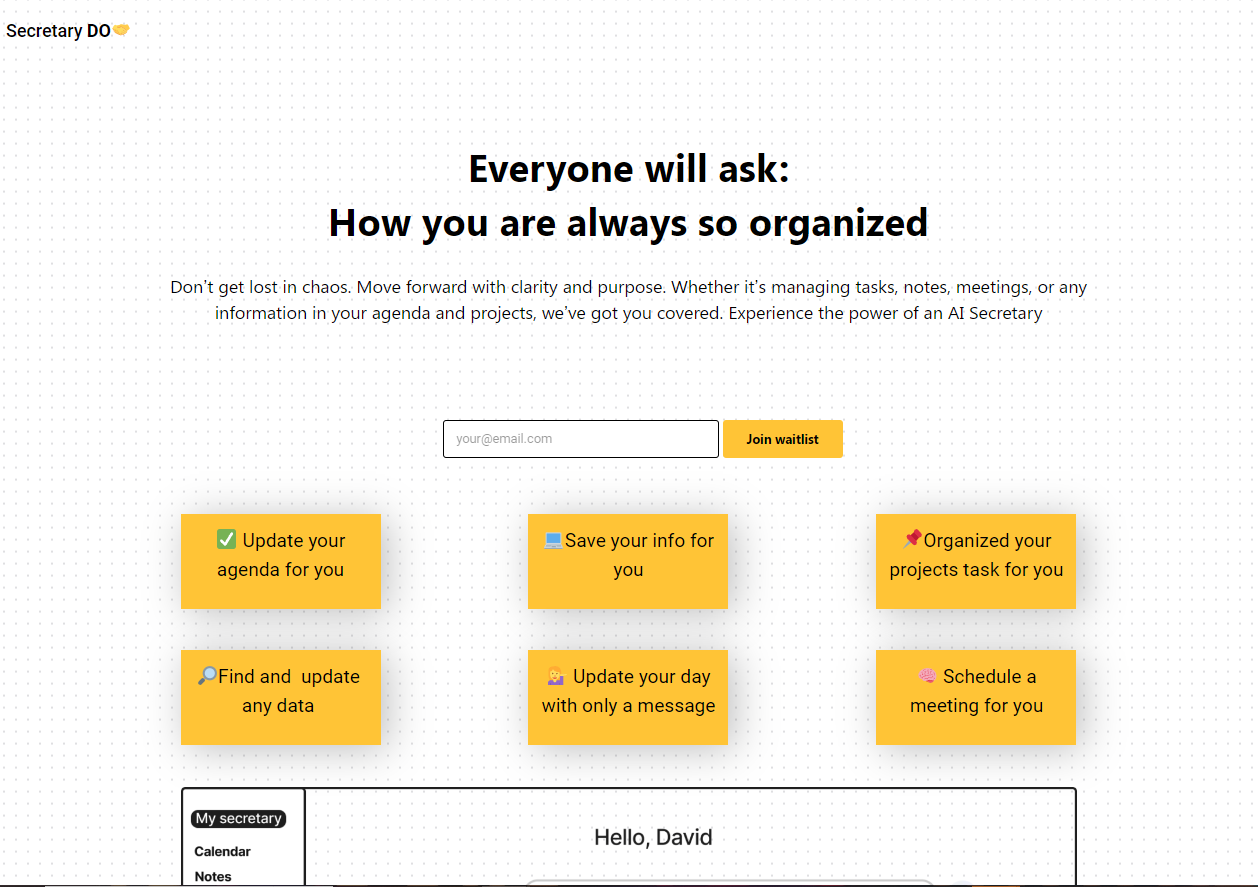 Secretary DO🤝
Everyone will ask:
How you are always so organized
Don't get lost in chaos. Move forward with clarity and purpose. Whether it's managing tasks, notes, meetings, or any
information in your agenda and projects, we've got you covered. Experience the power of an AI Secretary
your@email.com
Join waitlist
✅ Update your
agenda for you
💻Save your info for
you
📌Organized your
projects task for you
🔎Find and  update
any data
💁 Update your day
with only a message
🧠 Schedule a
meeting for you
My secretary
Hello, David
Calendar
Notes